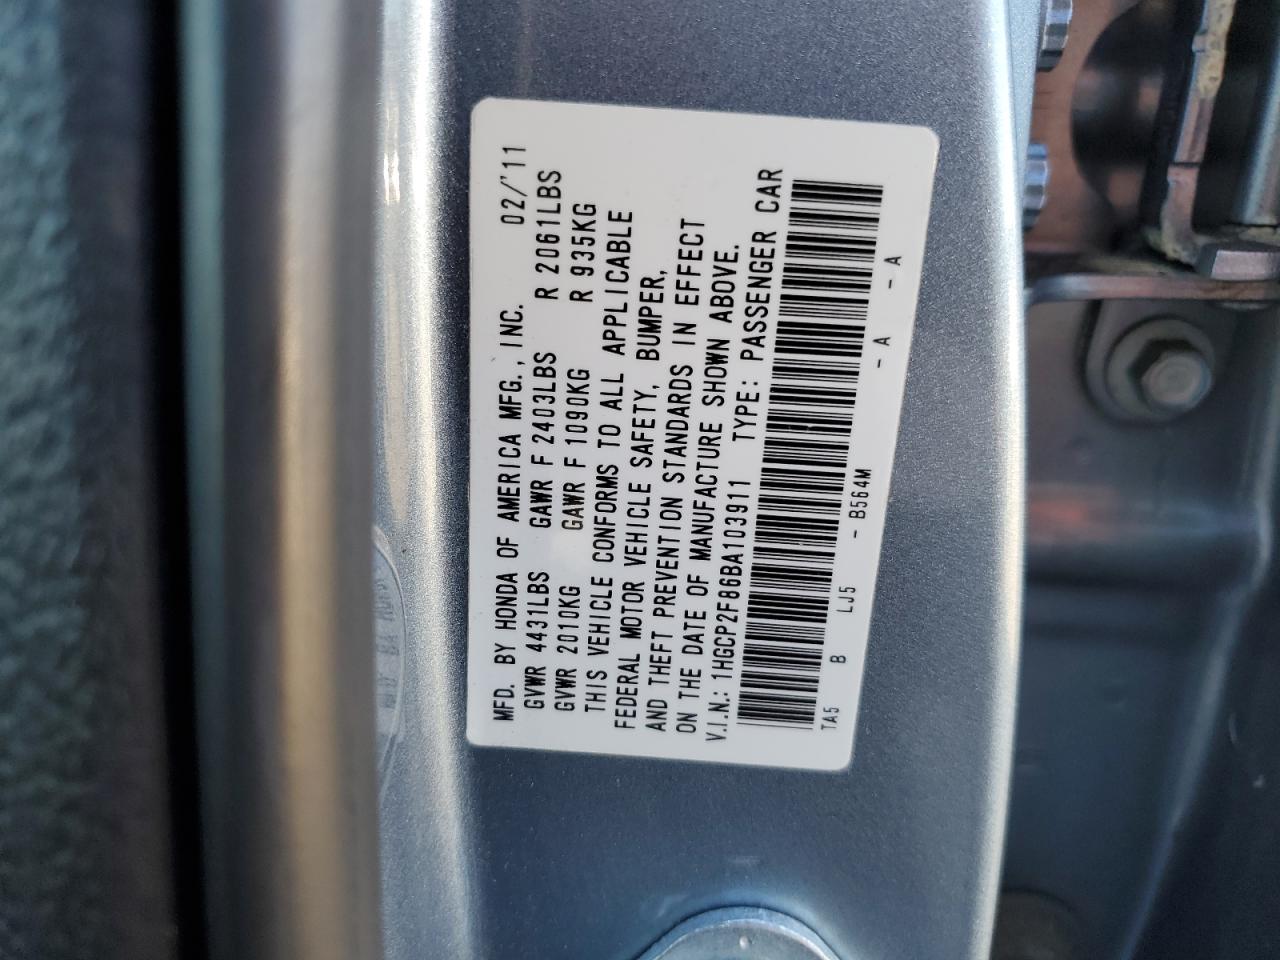 MFD. BY HONDA OF AMERICA MFG., INC. 02/'11
GVWR 4431LBS GAWR F 2403LBS R 2061LBS
GVWR 2010KG GAWR F 1090KG R 935KG
THIS VEHICLE CONFORMS TO ALL APPLICABLE
FEDERAL MOTOR VEHICLE SAFETY, BUMPER,
AND THEFT PREVENTION STANDARDS IN EFFECT
ON THE DATE OF MANUFACTURE SHOWN ABOVE.
V.I.N.: 1HGCP2F86BA103911 TYPE: PASSENGER CAR
TA5 B LJ5 - B564M - A - A